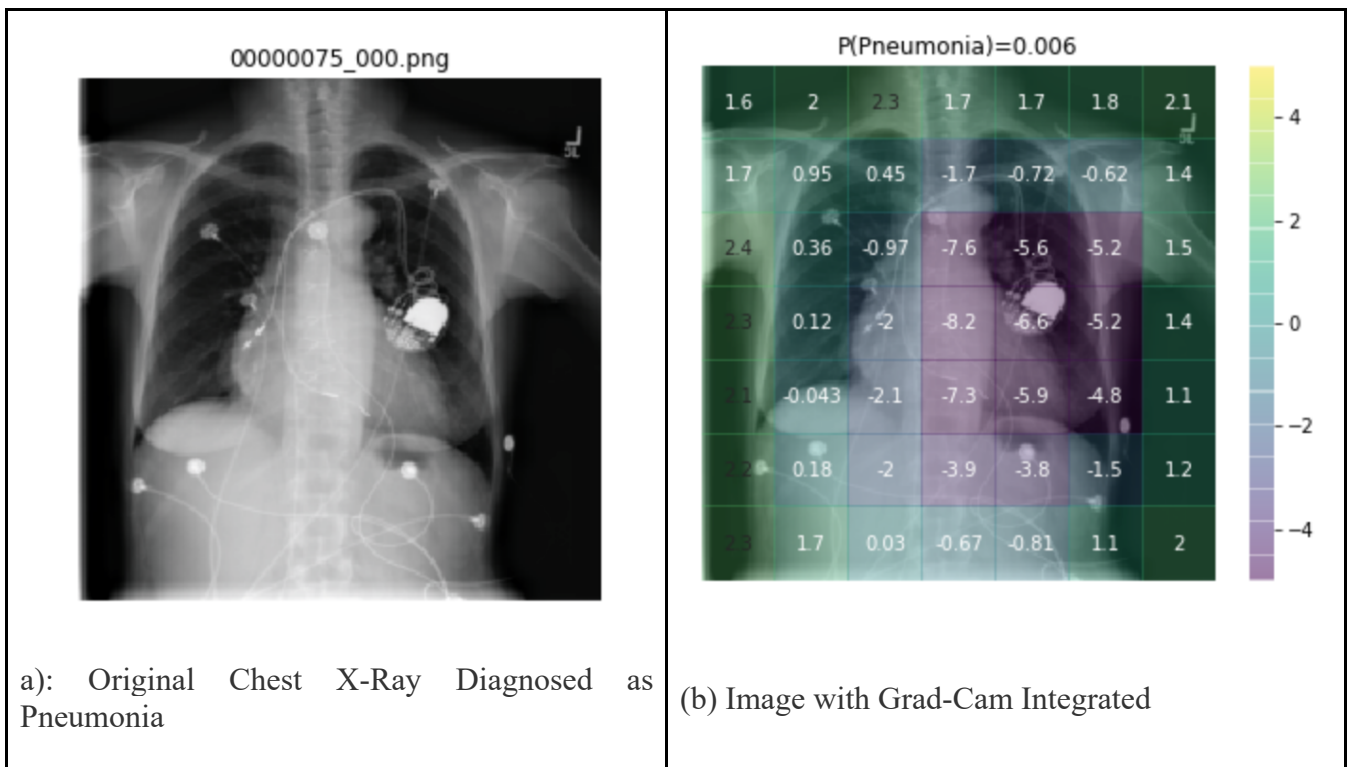 00000075_000.png
a): Original Chest X-Ray Diagnosed as
Pneumonia
P(Pneumonia)=0.006
1.6 2 2.3 1.7 1.7 1.8 2.1
L
1.7 0.95 0.45 -1.7 -0.72 -0.62 1.4
2.4 0.36 -0.97 -7.6 -5.6 -5.2 1.5
2.3 0.12 -2 -8.2 -6.6 -5.2 1.4
2.1 -0.043 -2.1 -7.3 -5.9 -4.8 1.1
2.2 0.18 -2 -3.9 -3.8 -1.5 1.2
2.3 1.7 0.03 -0.67 -0.81 1.1 2
4
2
0
−2
−4
(b) Image with Grad-Cam Integrated